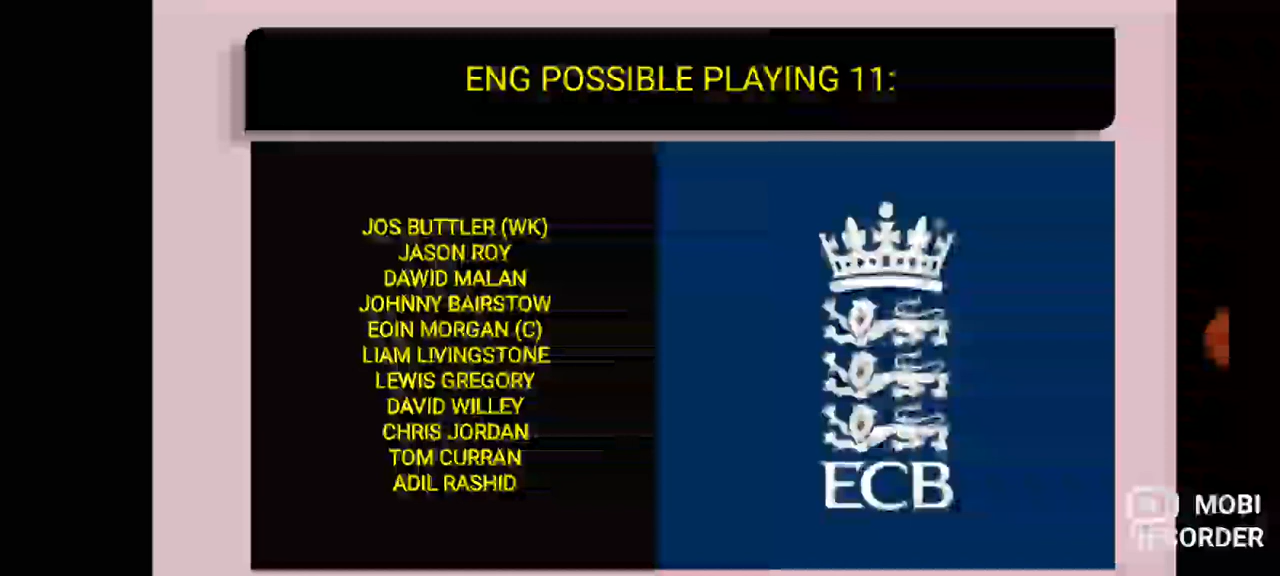 ENG POSSIBLE PLAYING 11:
JOS BUTTLER (WK)
JASON ROY
DAWID MALAN
JOHNNY BAIRSTOW
EOIN MORGAN (C)
LIAM LIVINGSTONE
LEWIS GREGORY
DAVID WILLEY
CHRIS JORDAN
TOM CURRAN
ADIL RASHID
ECB
MOBI